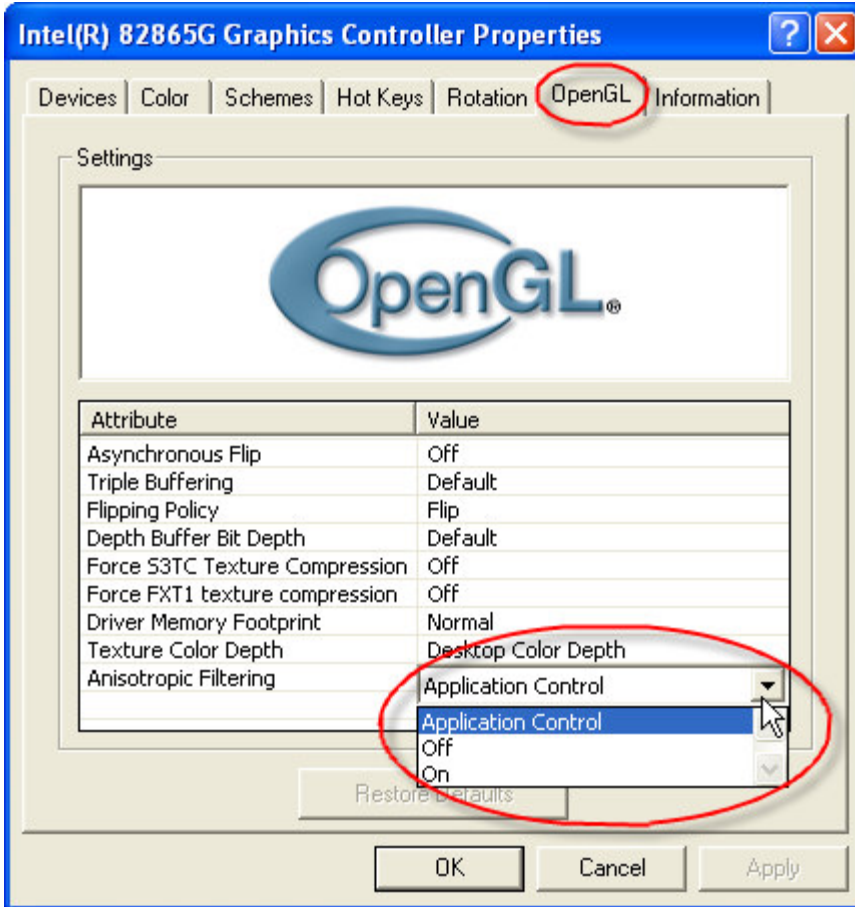 Intel(R) 82865G Graphics Controller Properties
Devices Color Schemes Hot Keys Rotation OpenGL Information
Settings
OpenGL®
Attribute Value
Asynchronous Flip Off
Triple Buffering Default
Flipping Policy Flip
Depth Buffer Bit Depth Default
Force S3TC Texture Compression Off
Force FXT1 texture compression Off
Driver Memory Footprint Normal
Texture Color Depth Desktop Color Depth
Anisotropic Filtering Application Control
Application Control
Off
On
Restore Defaults
OK Cancel Apply